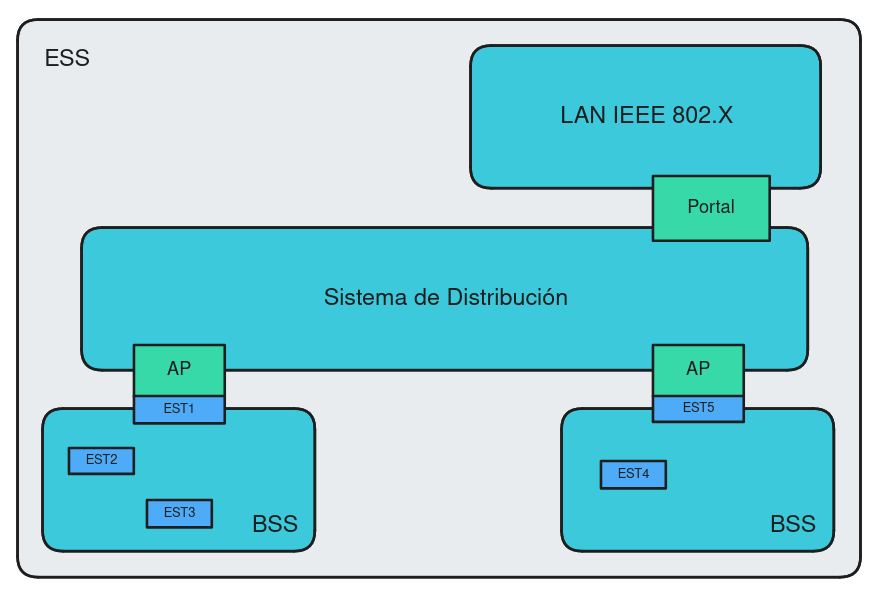 ESS
LAN IEEE 802.X
Portal
Sistema de Distribución
AP
AP
EST1
EST5
EST2
EST4
EST3
BSS
BSS